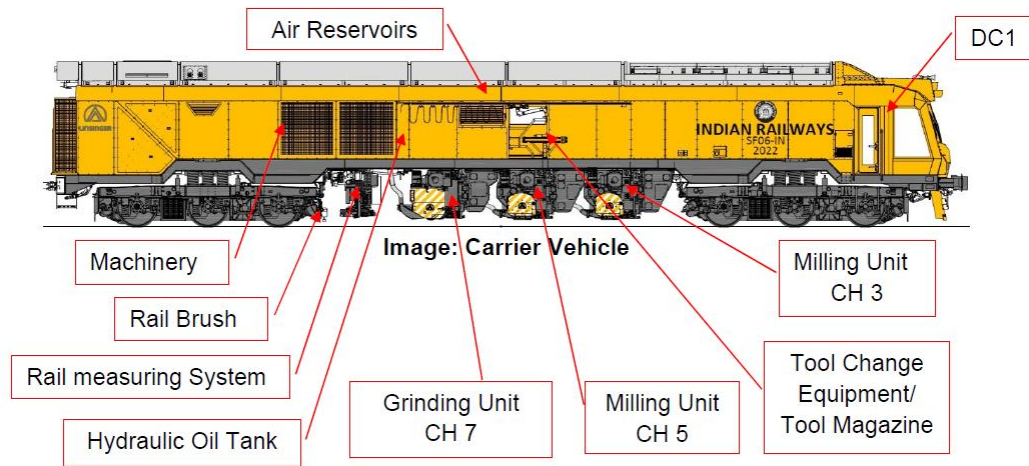 Air Reservoirs
DC1
LINSINGER
INDIAN RAILWAYS
SF06-IN
2022
Image: Carrier Vehicle
Machinery
Milling Unit
CH 3
Rail Brush
Rail measuring System
Grinding Unit
CH 7
Milling Unit
CH 5
Tool Change
Equipment/
Tool Magazine
Hydraulic Oil Tank